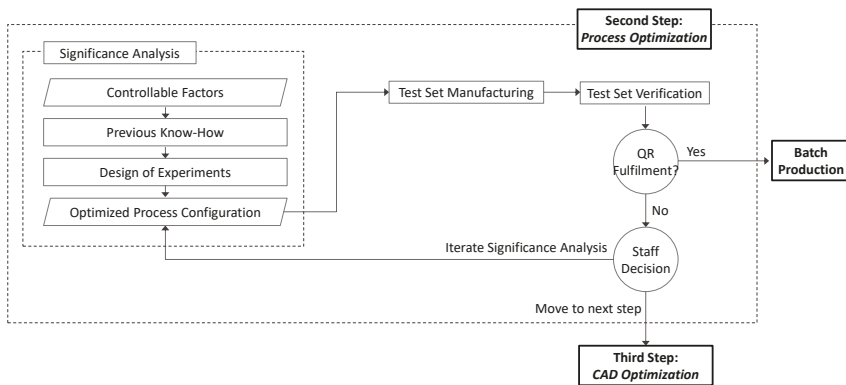 Second Step:
Process Optimization
Significance Analysis
Controllable Factors
Previous Know-How
Design of Experiments
Optimized Process Configuration
Test Set Manufacturing
Test Set Verification
QR
Fulfilment?
Yes
Batch
Production
No
Iterate Significance Analysis
Staff
Decision
Move to next step
Third Step:
CAD Optimization